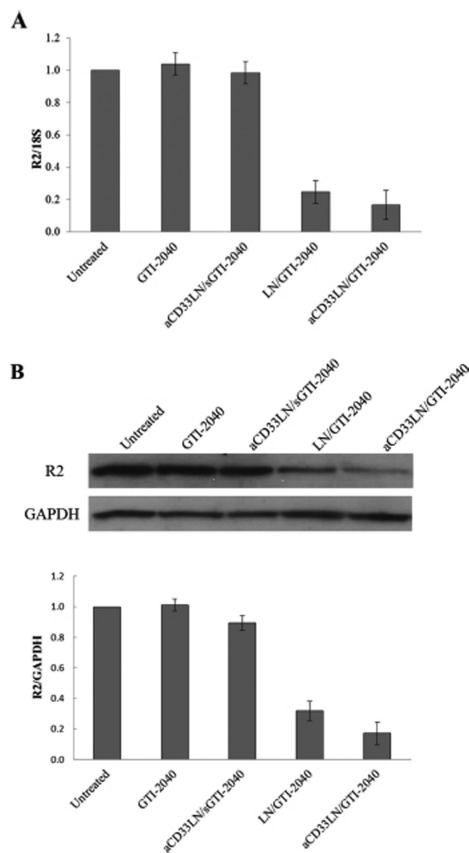 A
1.2
1.0
0.8
0.6
0.4
0.2
0.0
R2/18S
Untreated
GTI-2040
aCD33LN/sGTI-2040
LN/GTI-2040
aCD33LN/GTI-2040
B
Untreated
GTI-2040
aCD33LN/sGTI-2040
LN/GTI-2040
aCD33LN/GTI-2040
R2
GAPDH
1.2
1.0
0.8
0.6
0.4
0.2
0.0
R2/GAPDH
Untreated
GTI-2040
aCD33LN/sGTI-2040
LN/GTI-2040
aCD33LN/GTI-2040